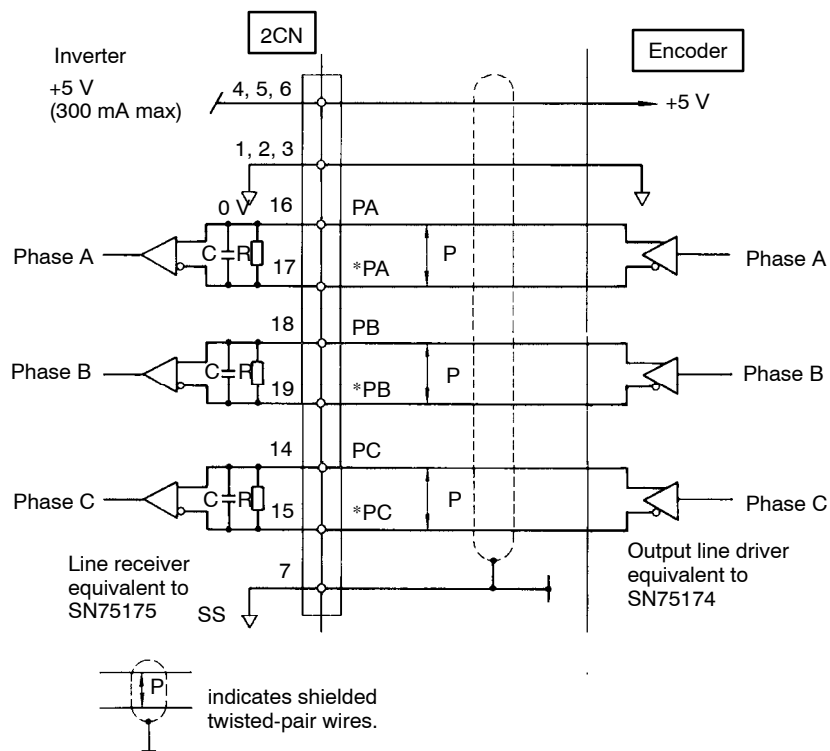 2CN
Encoder
Inverter
+5 V
(300 mA max)
4, 5, 6
+5 V
1, 2, 3
0 V
16
PA
Phase A
C
R
17
*PA
P
Phase A
18
PB
Phase B
C
R
19
*PB
P
Phase B
14
PC
Phase C
C
R
15
*PC
P
Phase C
Line receiver
equivalent to
SN75175
7
SS
Output line driver
equivalent to
SN75174
P
indicates shielded
twisted-pair wires.